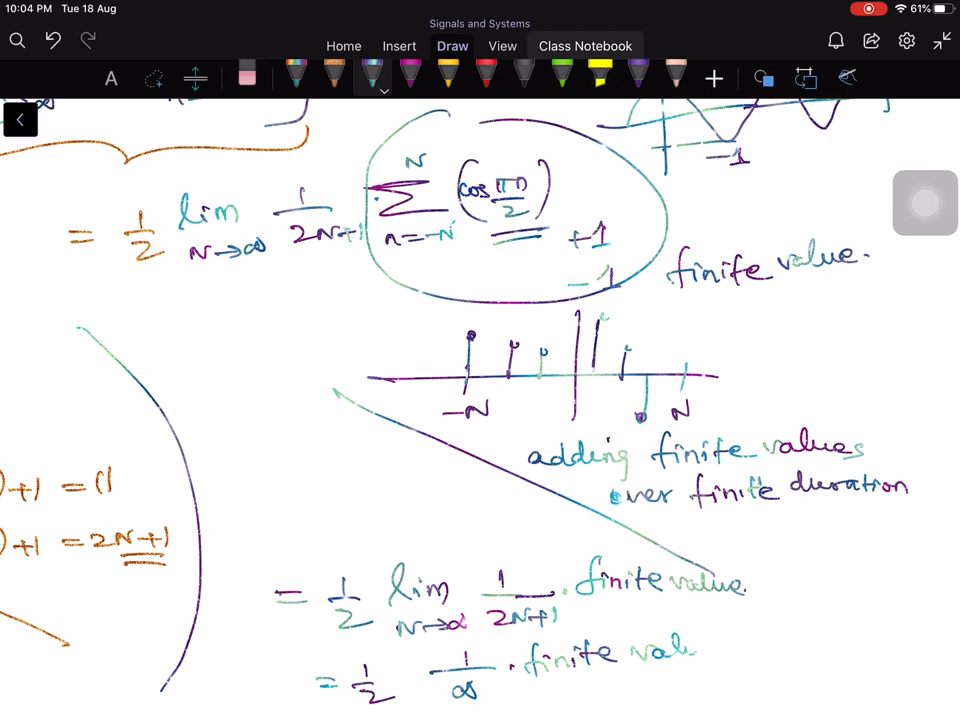 10:04 PM Tue 18 Aug
61%
Signals and Systems
Home Insert Draw View Class Notebook
A
-1
= 1/2 lim N→∞ 1/2N+1 ∑ n=-N N (cos πn/2)
+1
-1
finite value.
-N N
adding finite values
over finite duration
)+1 = 11
)+1 = 2N+1
= 1/2 lim N→∞ 1/2N+1 . finite value.
= 1/2 1/∞ . finite valu